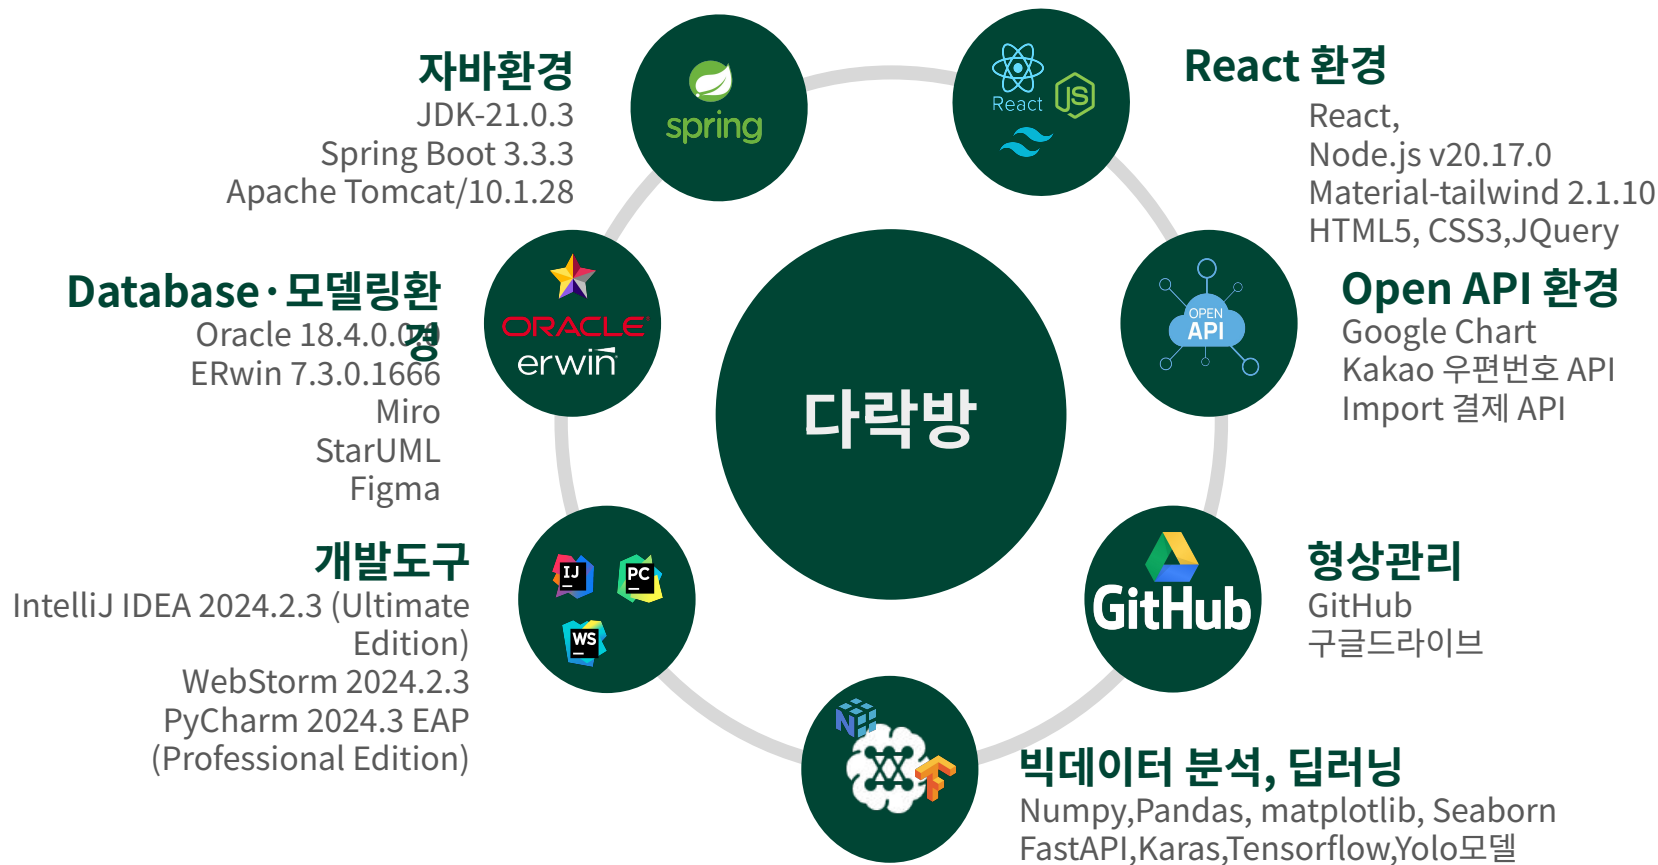 자바환경
JDK-21.0.3
Spring Boot 3.3.3
Apache Tomcat/10.1.28
spring
React
JS
React 환경
React,
Node.js v20.17.0
Material-tailwind 2.1.10
HTML5, CSS3,JQuery
Database·모델링환
경
Oracle 18.4.0.0.0
ERwin 7.3.0.1666
Miro
StarUML
Figma
ORACLE
erwin
다락방
OPEN
API
Open API 환경
Google Chart
Kakao 우편번호 API
Import 결제 API
개발도구
IntelliJ IDEA 2024.2.3 (Ultimate
Edition)
WebStorm 2024.2.3
PyCharm 2024.3 EAP
(Professional Edition)
IJ
PC
WS
GitHub
형상관리
GitHub
구글드라이브
N
빅데이터 분석, 딥러닝
Numpy,Pandas, matplotlib, Seaborn
FastAPI,Karas,Tensorflow,Yolo모델